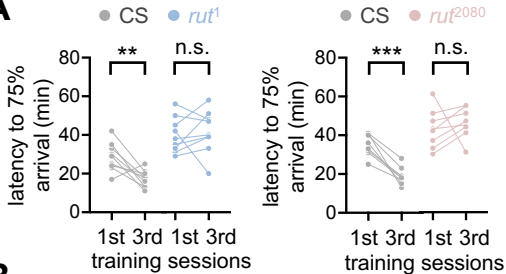 A
CS rut¹
latency to 75%
arrival (min)
80
60
40
20
0
** n.s.
1st 3rd 1st 3rd
training sessions
CS rut²⁰⁸⁰
latency to 75%
arrival (min)
80
60
40
20
0
*** n.s.
1st 3rd 1st 3rd
training sessions